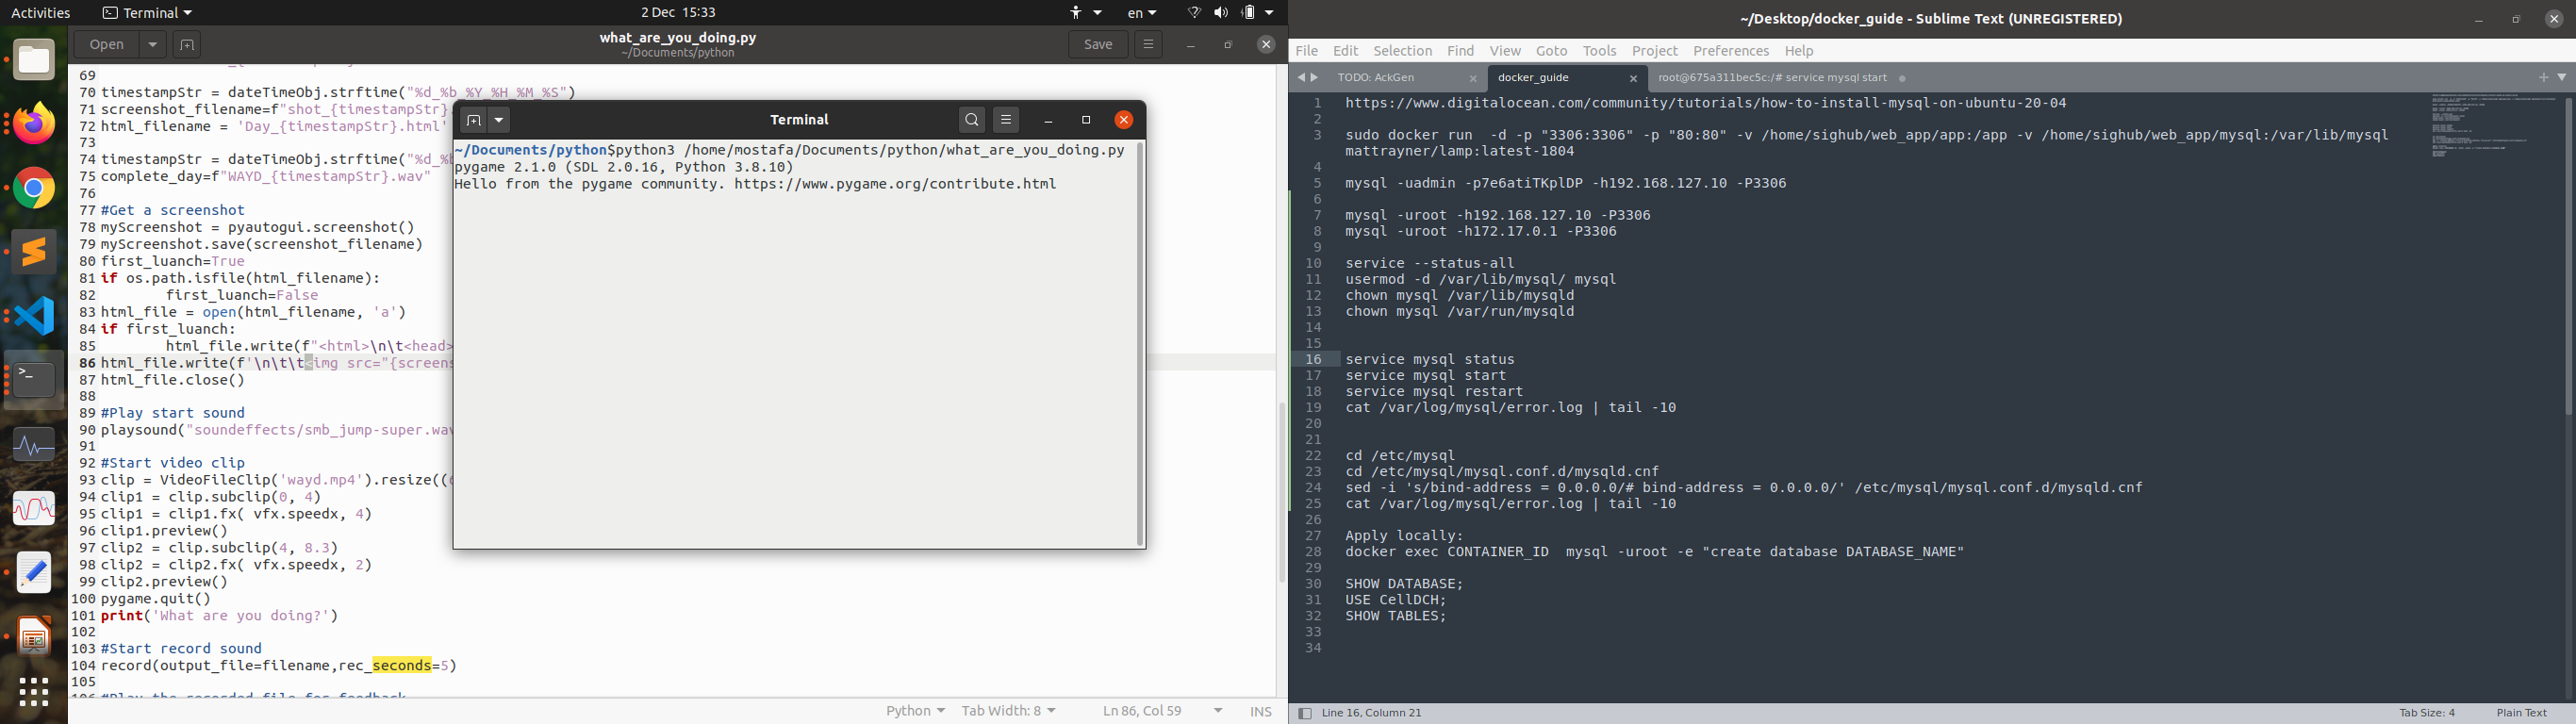 Activities
Terminal
2 Dec 15:33
en
Open
what_are_you_doing.py
~/Documents/python
Save
69
70 timestampStr = dateTimeObj.strftime("%d_%b_%Y_%H_%M_%S")
71 screenshot_filename=f"shot_{timestampStr}
72 html_filename = 'Day_{timestampStr}.html'
73
74 timestampStr = dateTimeObj.strftime("%d_%b
75 complete_day=f"WAYD_{timestampStr}.wav"
76
77 #Get a screenshot
78 myScreenshot = pyautogui.screenshot()
79 myScreenshot.save(screenshot_filename)
80 first_luanch=True
81 if os.path.isfile(html_filename):
82 first_luanch=False
83 html_file = open(html_filename, 'a')
84 if first_luanch:
85 html_file.write(f"<html>\n\t<head>
86 html_file.write(f'\n\t\t<img src="{screens
87 html_file.close()
88
89 #Play start sound
90 playsound("soundeffects/smb_jump-super.wav
91
92 #Start video clip
93 clip = VideoFileClip('wayd.mp4').resize((
94 clip1 = clip.subclip(0, 4)
95 clip1 = clip1.fx( vfx.speedx, 4)
96 clip1.preview()
97 clip2 = clip.subclip(4, 8.3)
98 clip2 = clip2.fx( vfx.speedx, 2)
99 clip2.preview()
100 pygame.quit()
101 print('What are you doing?')
102
103 #Start record sound
104 record(output_file=filename,rec_seconds=5)
105
106 #Play the recorded file for feedback
Python
Tab Width: 8
Ln 86, Col 59
INS
Terminal
~/Documents/python$python3 /home/mostafa/Documents/python/what_are_you_doing.py
pygame 2.1.0 (SDL 2.0.16, Python 3.8.10)
Hello from the pygame community. https://www.pygame.org/contribute.html
~/Desktop/docker_guide - Sublime Text (UNREGISTERED)
File Edit Selection Find View Goto Tools Project Preferences Help
TODO: AckGen
docker_guide
root@675a311bec5c:/# service mysql start
1 https://www.digitalocean.com/community/tutorials/how-to-install-mysql-on-ubuntu-20-04
2
3 sudo docker run  -d -p "3306:3306" -p "80:80" -v /home/sighub/web_app/app:/app -v /home/sighub/web_app/mysql:/var/lib/mysql
mattrayner/lamp:latest-1804
4
5 mysql -uadmin -p7e6atiTKplDP -h192.168.127.10 -P3306
6
7 mysql -uroot -h192.168.127.10 -P3306
8 mysql -uroot -h172.17.0.1 -P3306
9
10 service --status-all
11 usermod -d /var/lib/mysql/ mysql
12 chown mysql /var/lib/mysqld
13 chown mysql /var/run/mysqld
14
15
16 service mysql status
17 service mysql start
18 service mysql restart
19 cat /var/log/mysql/error.log | tail -10
20
21
22 cd /etc/mysql
23 cd /etc/mysql/mysql.conf.d/mysqld.cnf
24 sed -i 's/bind-address = 0.0.0.0/# bind-address = 0.0.0.0/' /etc/mysql/mysql.conf.d/mysqld.cnf
25 cat /var/log/mysql/error.log | tail -10
26
27 Apply locally:
28 docker exec CONTAINER_ID  mysql -uroot -e "create database DATABASE_NAME"
29
30 SHOW DATABASE;
31 USE CellDCH;
32 SHOW TABLES;
33
34
Line 16, Column 21
Tab Size: 4
Plain Text